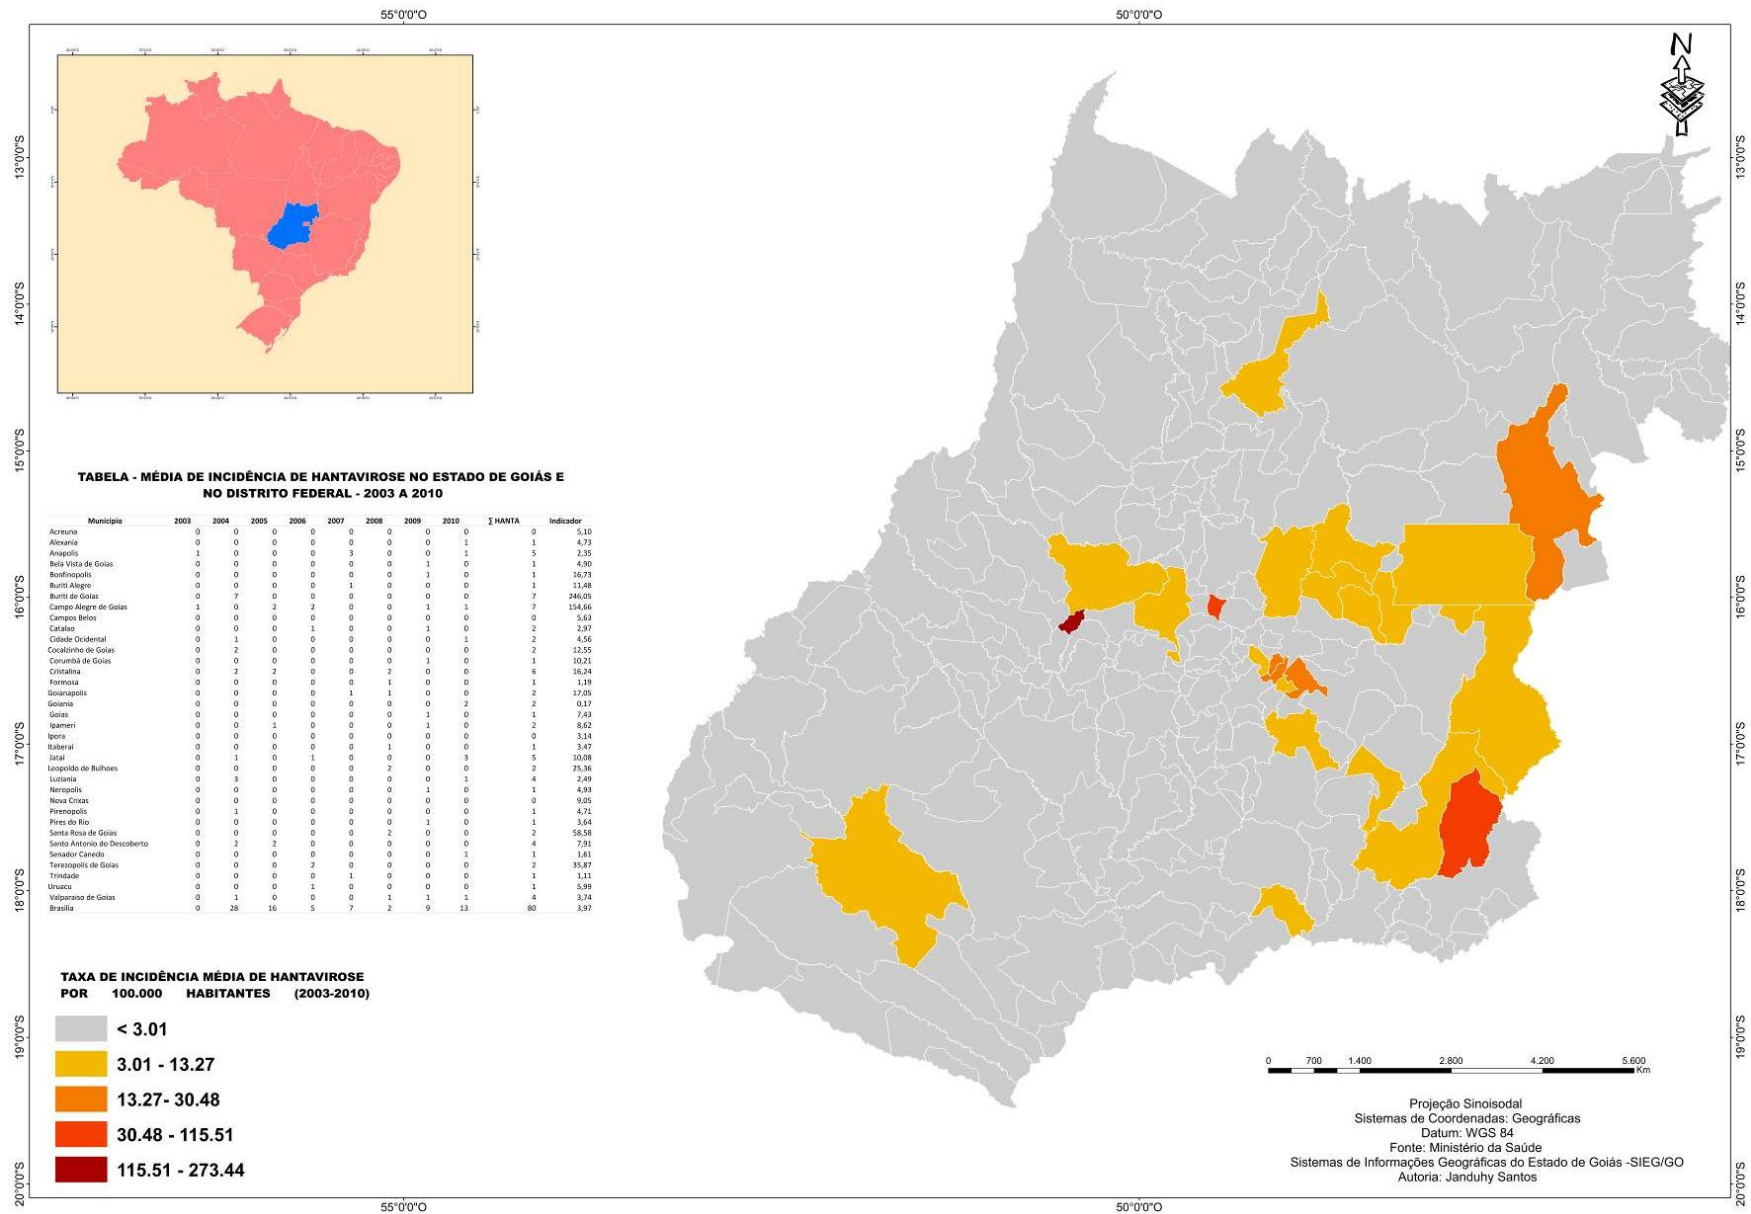 55°0'0"O 50°0'0"O
N
13°0'0"S 13°0'0"S
14°0'0"S 14°0'0"S
15°0'0"S 15°0'0"S
16°0'0"S 16°0'0"S
17°0'0"S 17°0'0"S
18°0'0"S 18°0'0"S
19°0'0"S 19°0'0"S
20°0'0"S 20°0'0"S
TABELA - MÉDIA DE INCIDÊNCIA DE HANTAVIROSE NO ESTADO DE GOIÁS E
NO DISTRITO FEDERAL - 2003 A 2010
Municipio 2003 2004 2005 2006 2007 2008 2009 2010 ∑ HANTA Indicador
Acreuna 0 0 0 0 0 0 0 0 0 5,10
Alexania 0 0 0 0 0 0 0 1 1 4,73
Anapolis 1 0 0 0 3 0 0 1 5 2,35
Bela Vista de Goias 0 0 0 0 0 0 1 0 1 4,90
Bonfinopolis 0 0 0 0 0 0 1 0 1 16,73
Buriti Alegre 0 0 0 0 1 0 0 0 1 11,48
Buriti de Goias 0 7 0 0 0 0 0 0 7 246,05
Campo Alegre de Goias 1 0 2 2 0 0 1 1 7 154,66
Campos Belos 0 0 0 0 0 0 0 0 0 5,63
Catalao 0 0 0 1 0 0 1 0 2 2,97
Cidade Ocidental 0 1 0 0 0 0 0 1 2 4,56
Cocalzinho de Goias 0 2 0 0 0 0 0 0 2 12,55
Corumbá de Goias 0 0 0 0 0 0 1 0 1 10,21
Cristalina 0 2 2 0 0 2 0 0 6 16,24
Formosa 0 0 0 0 0 1 0 0 1 1,19
Goianapolis 0 0 0 0 1 1 0 0 2 17,05
Goiania 0 0 0 0 0 0 0 2 2 0,17
Goias 0 0 0 0 0 0 1 0 1 7,43
Ipameri 0 0 1 0 0 0 1 0 2 8,62
Ipora 0 0 0 0 0 0 0 0 0 3,14
Itaberai 0 0 0 0 0 1 0 0 1 3,47
Jatai 0 1 0 1 0 0 0 3 5 10,08
Leopoldo de Bulhoes 0 0 0 0 0 2 0 0 2 25,36
Luziania 0 3 0 0 0 0 0 1 4 2,49
Neropolis 0 0 0 0 0 0 1 0 1 4,93
Nova Crixas 0 0 0 0 0 0 0 0 0 9,05
Pirenopolis 0 1 0 0 0 0 0 0 1 4,71
Pires do Rio 0 0 0 0 0 0 1 0 1 3,64
Santa Rosa de Goias 0 0 0 0 0 2 0 0 2 58,58
Santo Antonio do Descoberto 0 2 2 0 0 0 0 0 4 7,91
Senador Canedo 0 0 0 0 0 0 0 1 1 1,61
Terezopolis de Goias 0 0 0 2 0 0 0 0 2 35,87
Trindade 0 0 0 0 1 0 0 0 1 1,11
Uruacu 0 0 0 1 0 0 0 0 1 5,99
Valparaiso de Goias 0 1 0 0 0 1 1 1 4 3,74
Brasilia 0 28 16 5 7 2 9 13 80 3,97
TAXA DE INCIDÊNCIA MÉDIA DE HANTAVIROSE
POR 100.000 HABITANTES (2003-2010)
< 3.01
3.01 - 13.27
13.27- 30.48
30.48 - 115.51
115.51 - 273.44
0 700 1.400 2.800 4.200 5.600
Km
Projeção Sinoisodal
Sistemas de Coordenadas: Geográficas
Datum: WGS 84
Fonte: Ministério da Saúde
Sistemas de Informações Geográficas do Estado de Goiás -SIEG/GO
Autoria: Janduhy Santos
55°0'0"O 50°0'0"O